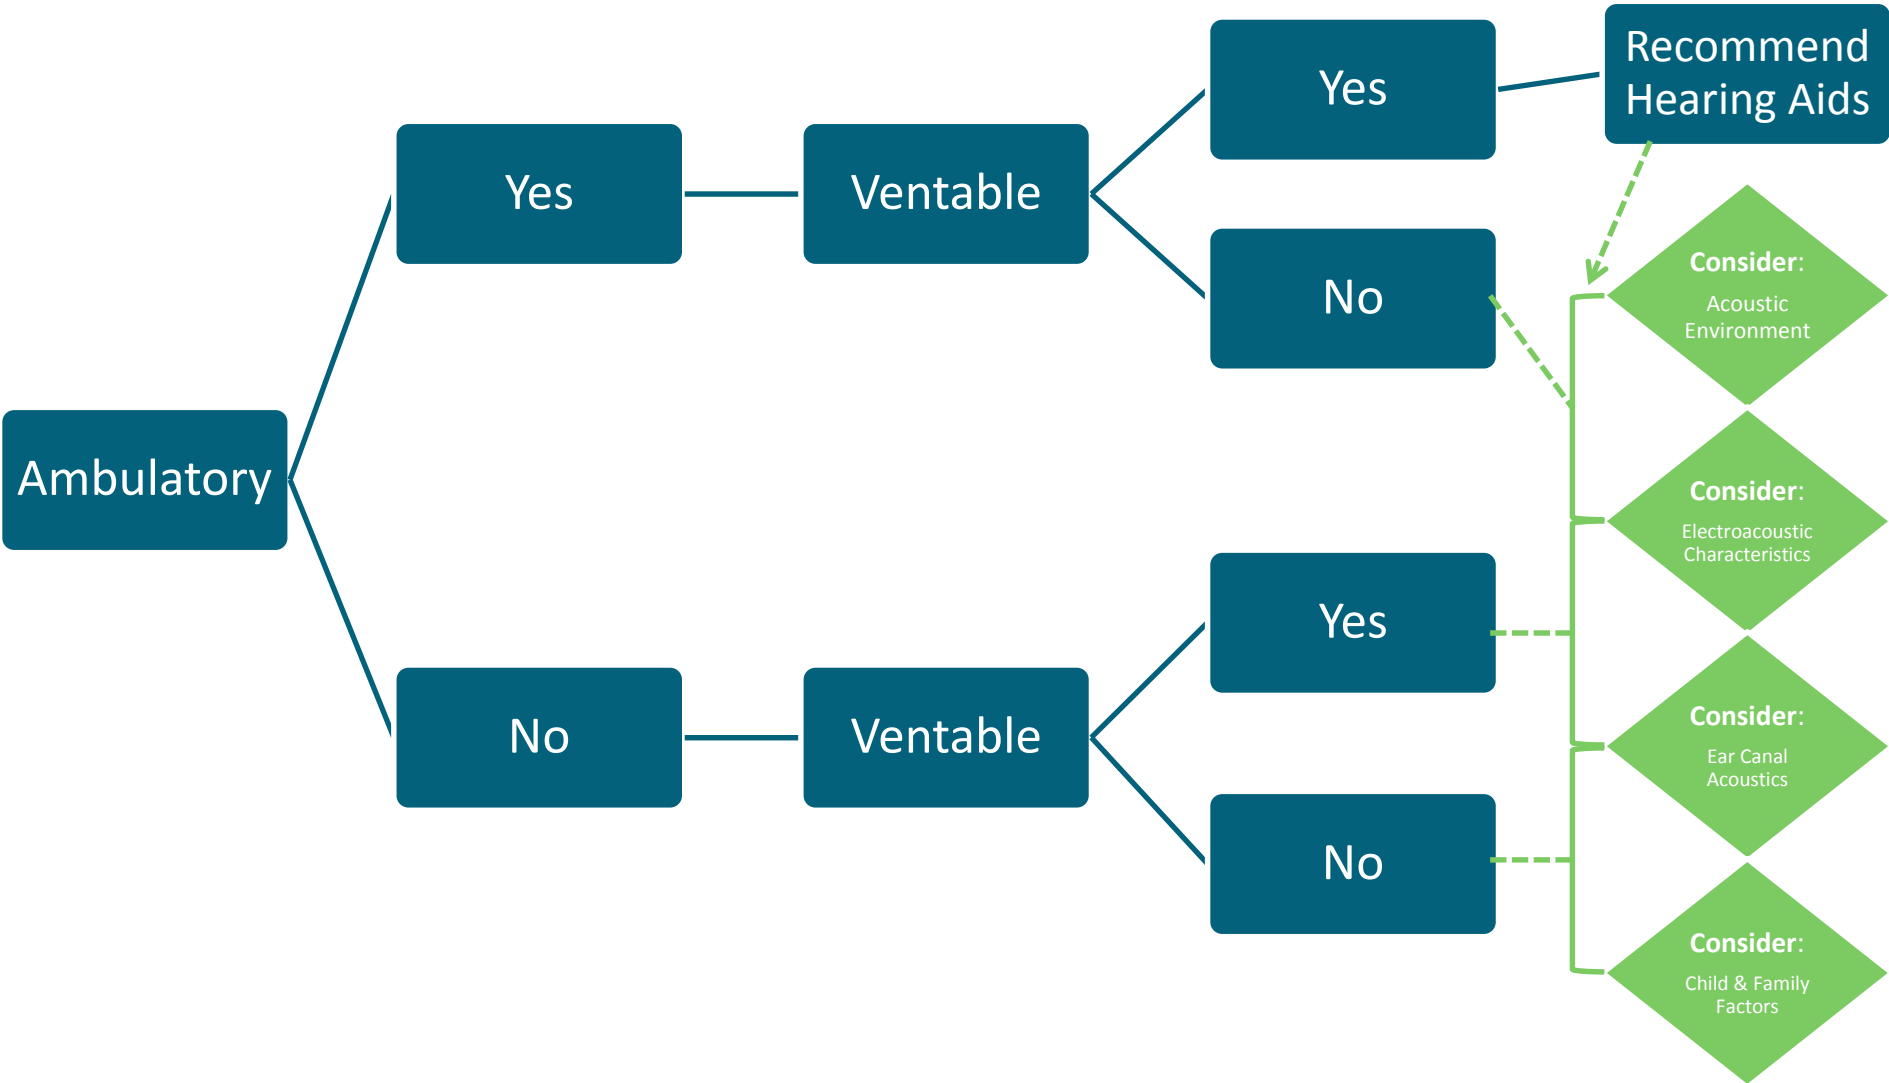 Ambulatory
Yes
Ventable
Yes
Recommend
Hearing Aids
No
No
Ventable
Yes
No
Consider:
Acoustic
Environment
Consider:
Electroacoustic
Characteristics
Consider:
Ear Canal
Acoustics
Consider:
Child & Family
Factors